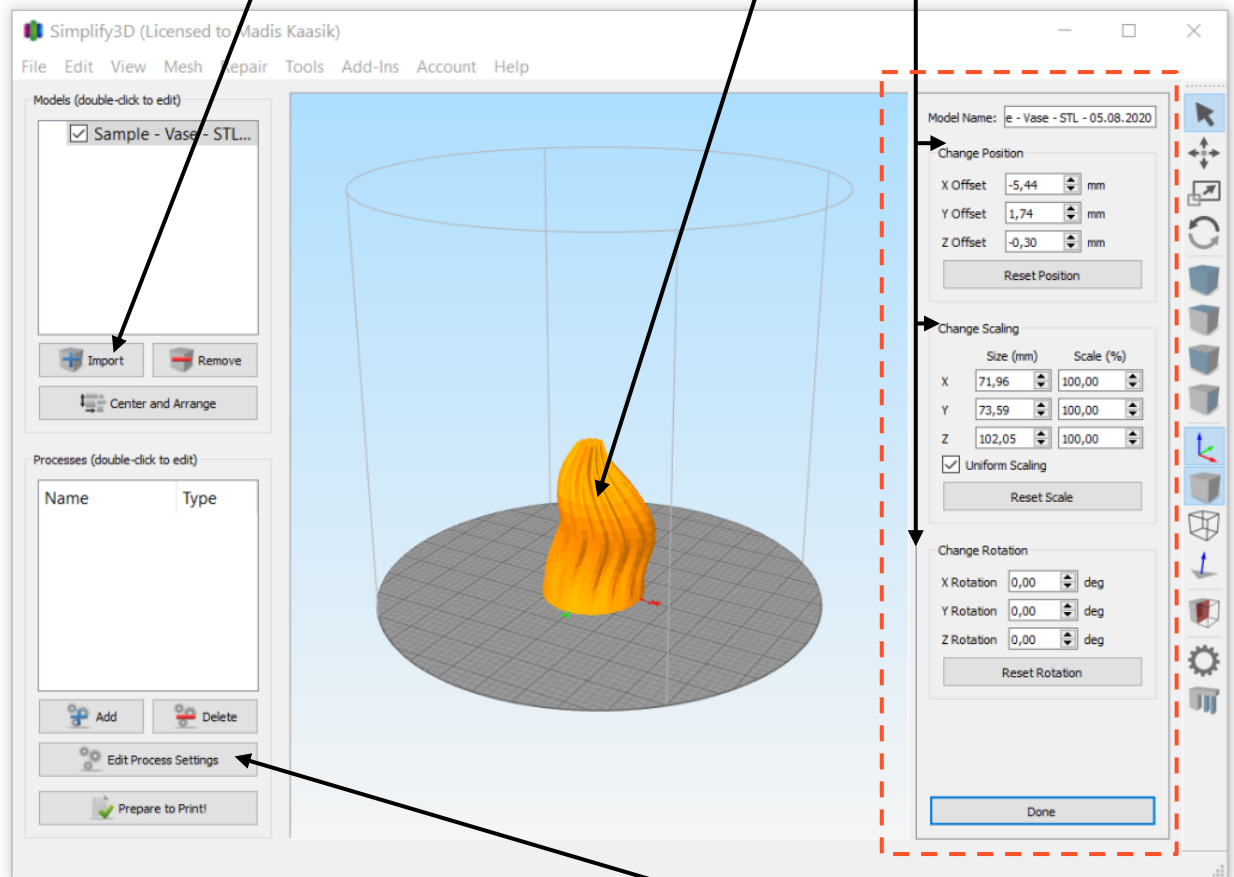 Simplify3D (Licensed to Madis Kaasik)
File Edit View Mesh Repair Tools Add-Ins Account Help
Models (double-click to edit)
Sample - Vase - STL...
Import Remove
Center and Arrange
Processes (double-click to edit)
Name Type
Add Delete
Edit Process Settings
Prepare to Print!
Model Name: e - Vase - STL - 05.08.2020
Change Position
X Offset -5,44 mm
Y Offset 1,74 mm
Z Offset -0,30 mm
Reset Position
Change Scaling
Size (mm) Scale (%)
X 71,96 100,00
Y 73,59 100,00
Z 102,05 100,00
Uniform Scaling
Reset Scale
Change Rotation
X Rotation 0,00 deg
Y Rotation 0,00 deg
Z Rotation 0,00 deg
Reset Rotation
Done